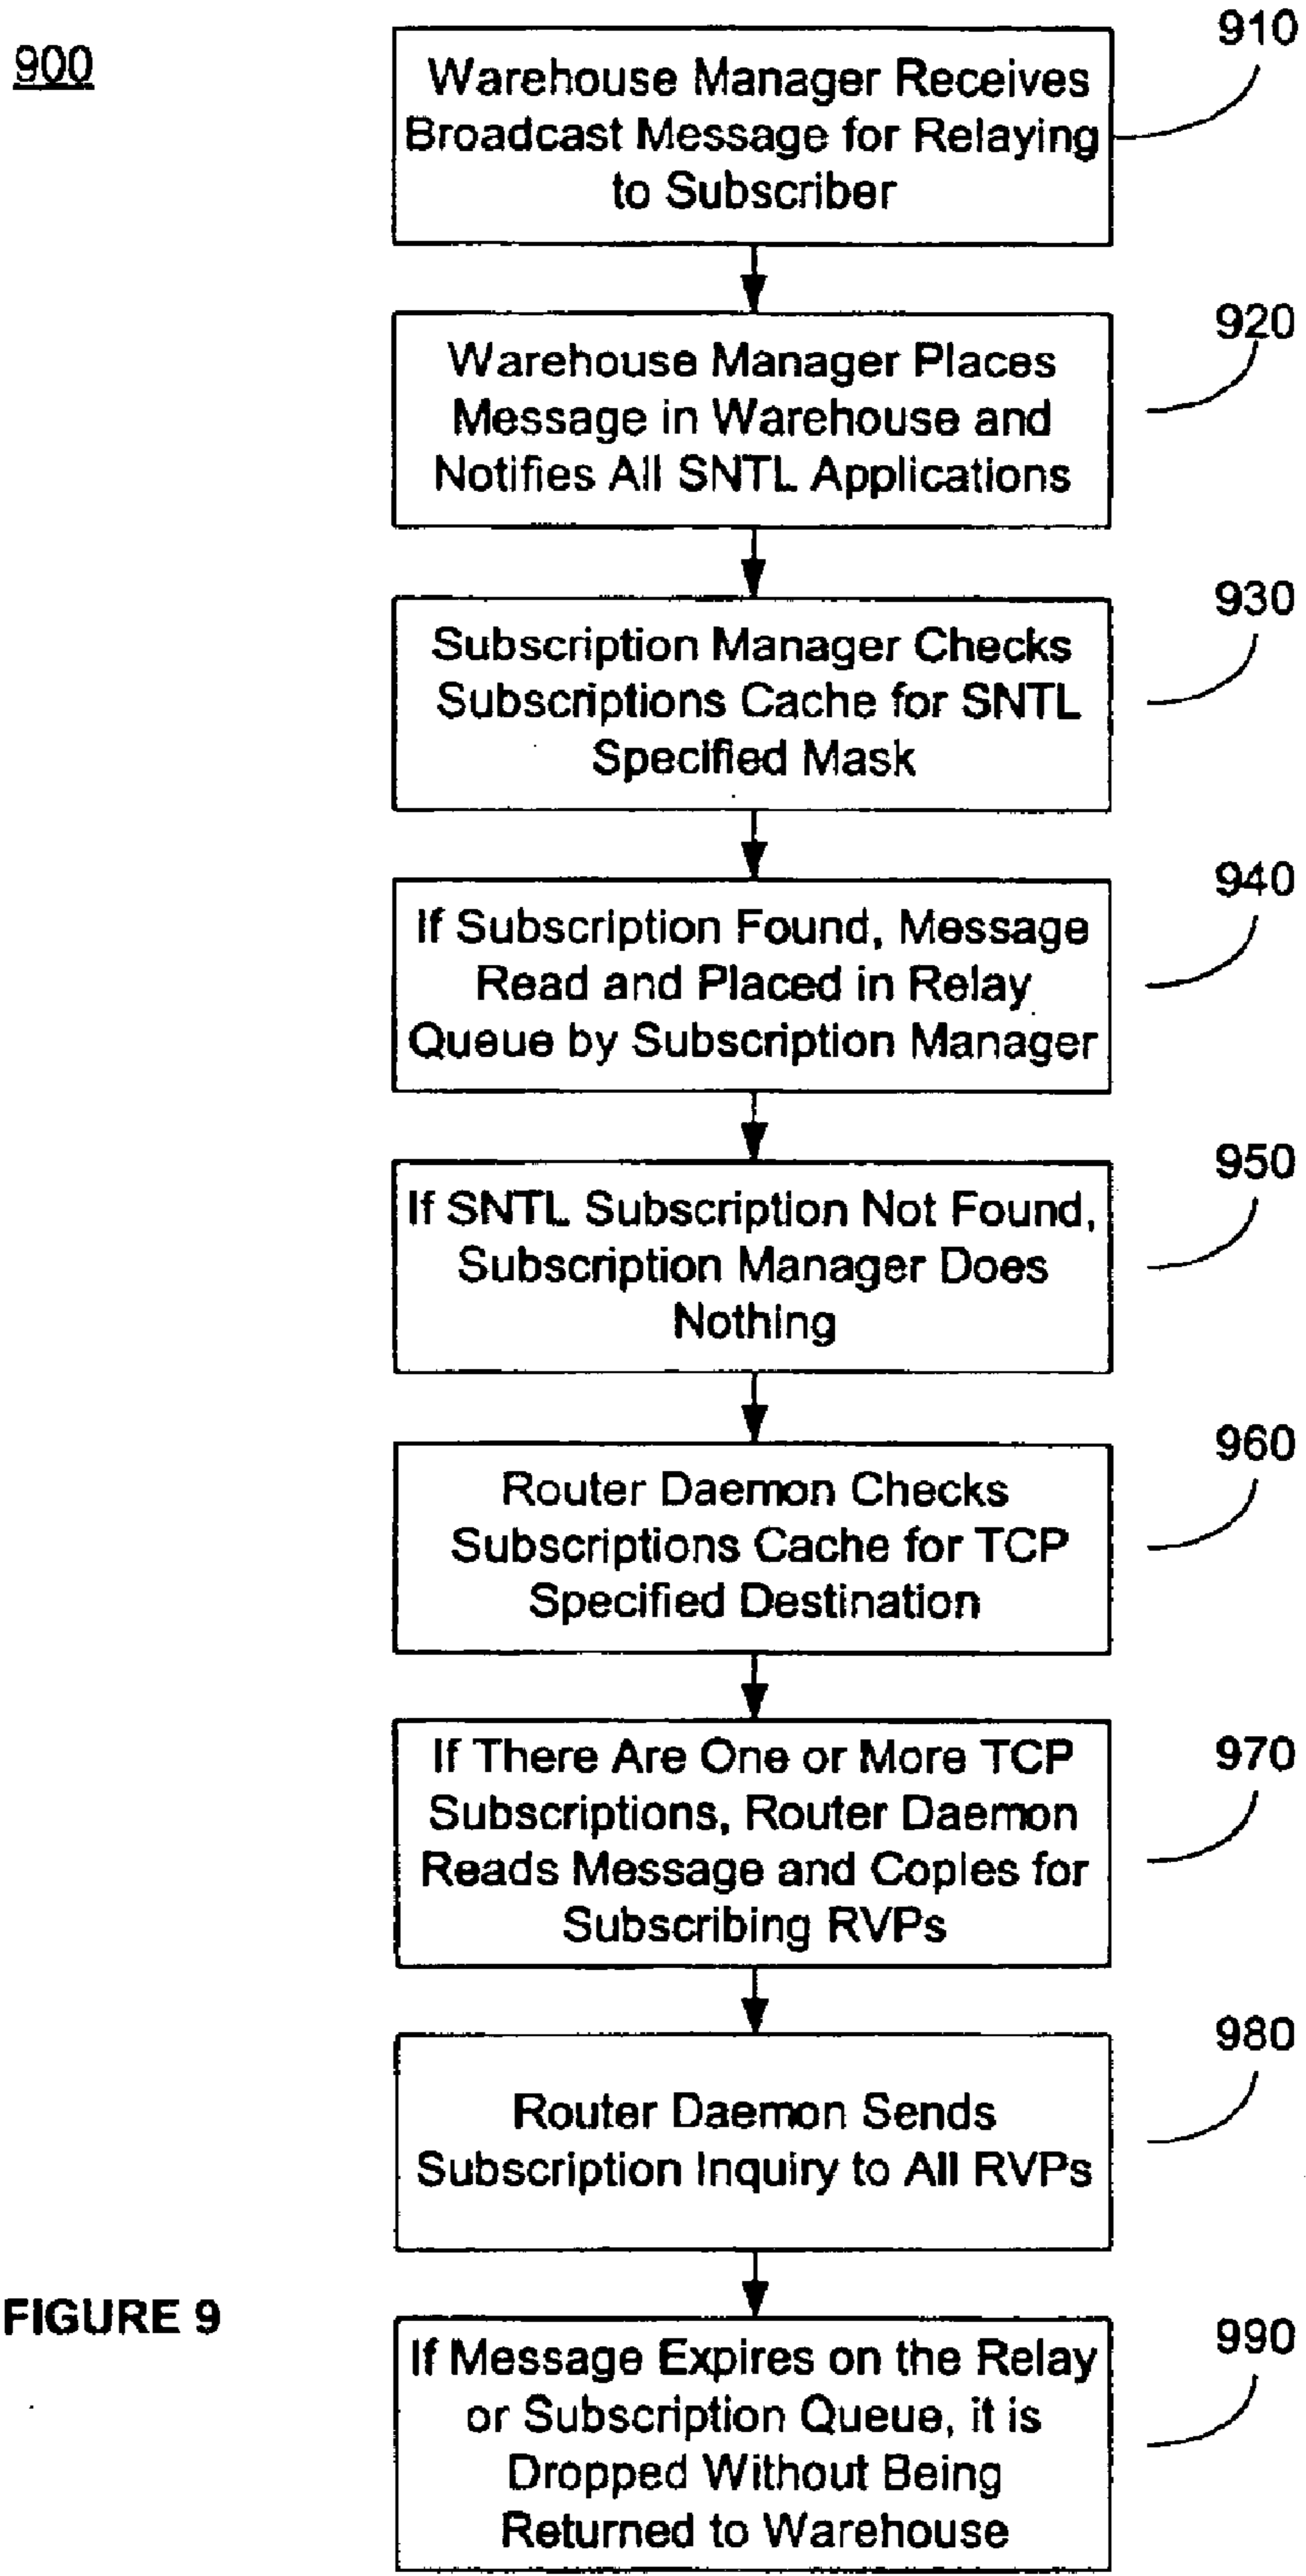 900
910
Warehouse Manager Receives
Broadcast Message for Relaying
to Subscriber
920
Warehouse Manager Places
Message in Warehouse and
Notifies All SNTL Applications
930
Subscription Manager Checks
Subscriptions Cache for SNTL
Specified Mask
940
If Subscription Found, Message
Read and Placed in Relay
Queue by Subscription Manager
950
If SNTL Subscription Not Found,
Subscription Manager Does
Nothing
960
Router Daemon Checks
Subscriptions Cache for TCP
Specified Destination
970
If There Are One or More TCP
Subscriptions, Router Daemon
Reads Message and Copies for
Subscribing RVPs
980
Router Daemon Sends
Subscription Inquiry to All RVPs
FIGURE 9
990
If Message Expires on the Relay
or Subscription Queue, it is
Dropped Without Being
Returned to Warehouse